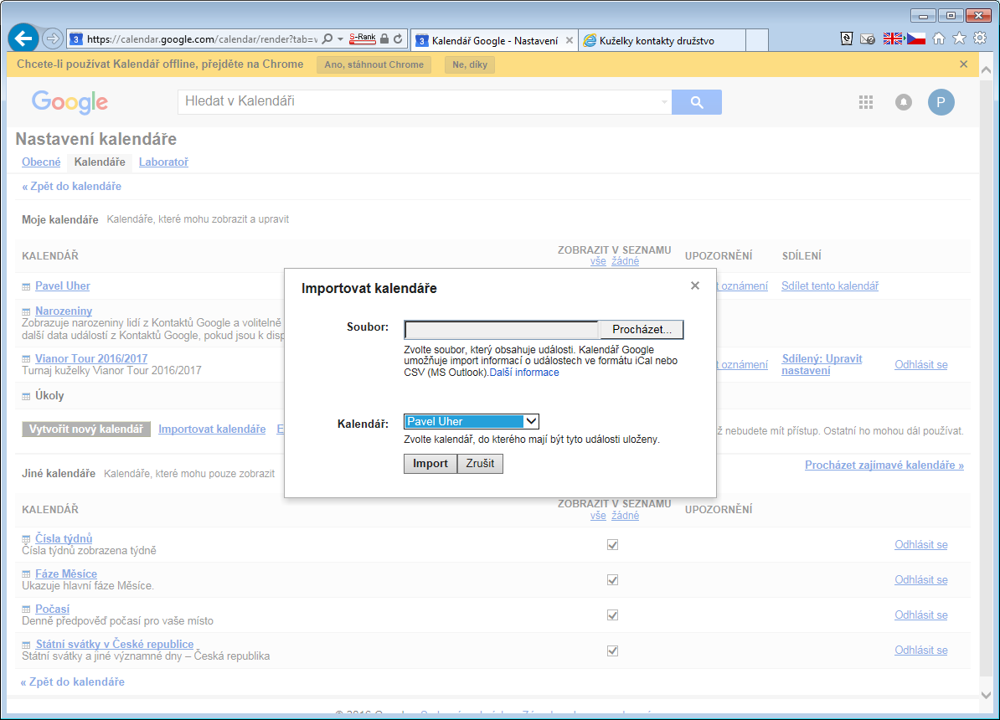 https://calendar.google.com/calendar/render?tab=
S-Rank
3 Kalendář Google - Nastavení
Kuželky kontakty družstvo
Chcete-li používat Kalendář offline, přejděte na Chrome
Ano, stáhnout Chrome
Ne, díky
Google
Hledat v Kalendáři
P
Nastavení kalendáře
Obecné Kalendáře Laboratoř
« Zpět do kalendáře
Moje kalendáře Kalendáře, které mohu zobrazit a upravit
KALENDÁŘ ZOBRAZIT V SEZNAMU UPOZORNĚNÍ SDÍLENÍ
vše žádné
Pavel Uher
oznámení Sdílet tento kalendář
Narozeniny
Zobrazuje narozeniny lidí z Kontaktů Google a volitelně
další data událostí z Kontaktů Google, pokud jsou k
Vianor Tour 2016/2017
Turnaj kuželky Vianor Tour 2016/2017
oznámení Sdílený: Upravit
nastavení
Odhlásit se
Úkoly
Vytvořit nový kalendář Importovat kalendáře
nebudete mít přístup. Ostatní ho mohou dál používat.
Importovat kalendáře
Soubor: Procházet...
Zvolte soubor, který obsahuje události. Kalendář Google
umožňuje import informací o událostech ve formátu iCal nebo
CSV (MS Outlook).Další informace
Kalendář: Pavel Uher
Zvolte kalendář, do kterého mají být tyto události uloženy.
Import Zrušit
Jiné kalendáře Kalendáře, které mohu pouze zobrazit
Procházet zajímavé kalendáře »
KALENDÁŘ ZOBRAZIT V SEZNAMU UPOZORNĚNÍ
vše žádné
Čísla týdnů
Čísla týdnů zobrazena týdně
Odhlásit se
Fáze Měsíce
Ukazuje hlavní fáze Měsíce.
Odhlásit se
Počasí
Denně předpověď počasí pro vaše místo
Odhlásit se
Státní svátky v České republice
Státní svátky a jiné významné dny – Česká republika
Odhlásit se
« Zpět do kalendáře